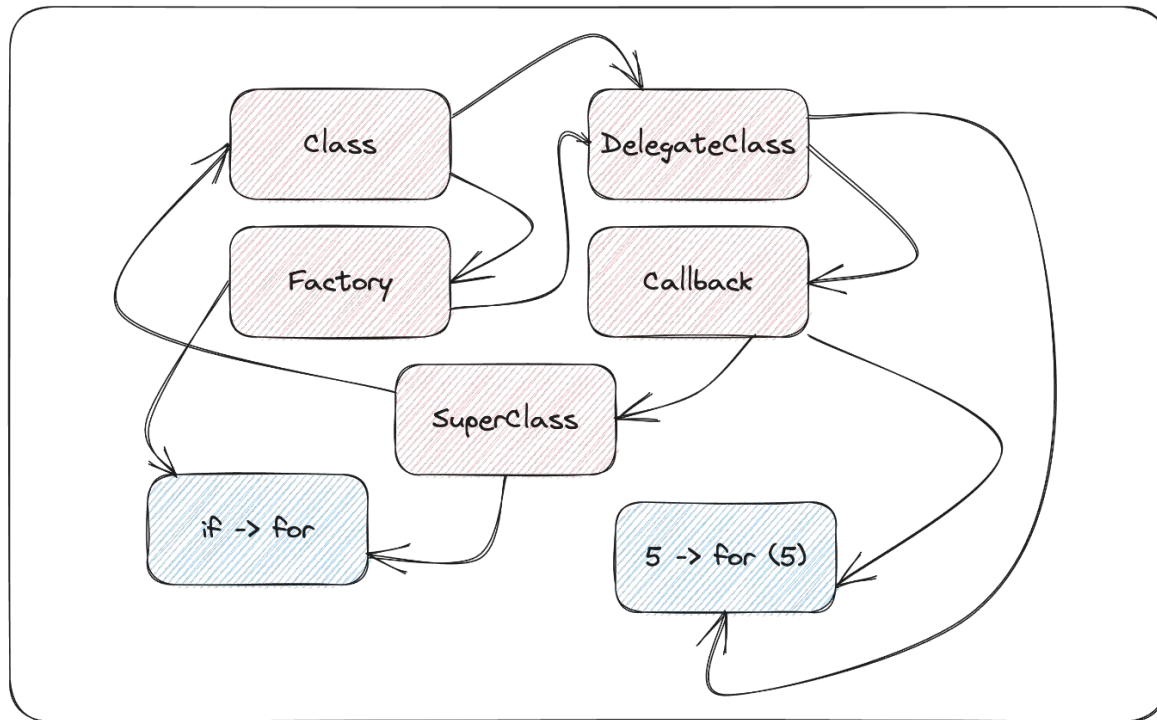 Class
DelegateClass
Factory
Callback
SuperClass
if -> for
5 -> for (5)